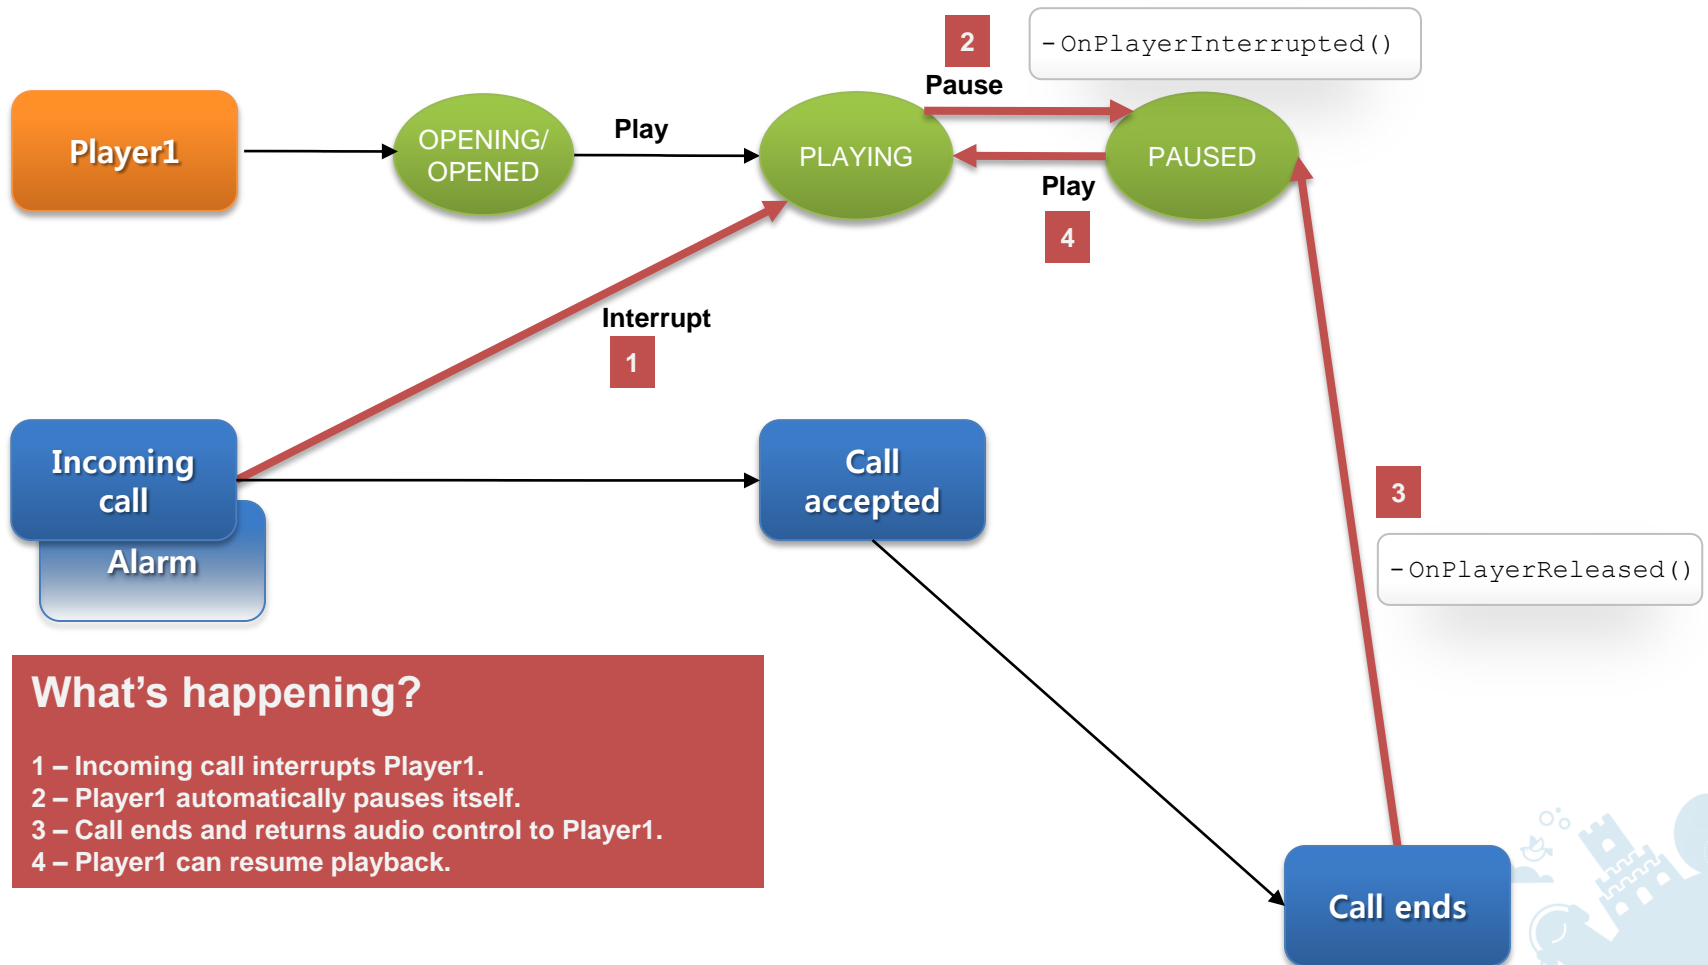 2
- OnPlayerInterrupted()
Pause
Player1
OPENING/
OPENED
Play
PLAYING
PAUSED
Play
4
Interrupt
1
Incoming
call
Call
accepted
3
Alarm
- OnPlayerReleased()
What’s happening?
1 – Incoming call interrupts Player1.
2 – Player1 automatically pauses itself.
3 – Call ends and returns audio control to Player1.
4 – Player1 can resume playback.
Call ends